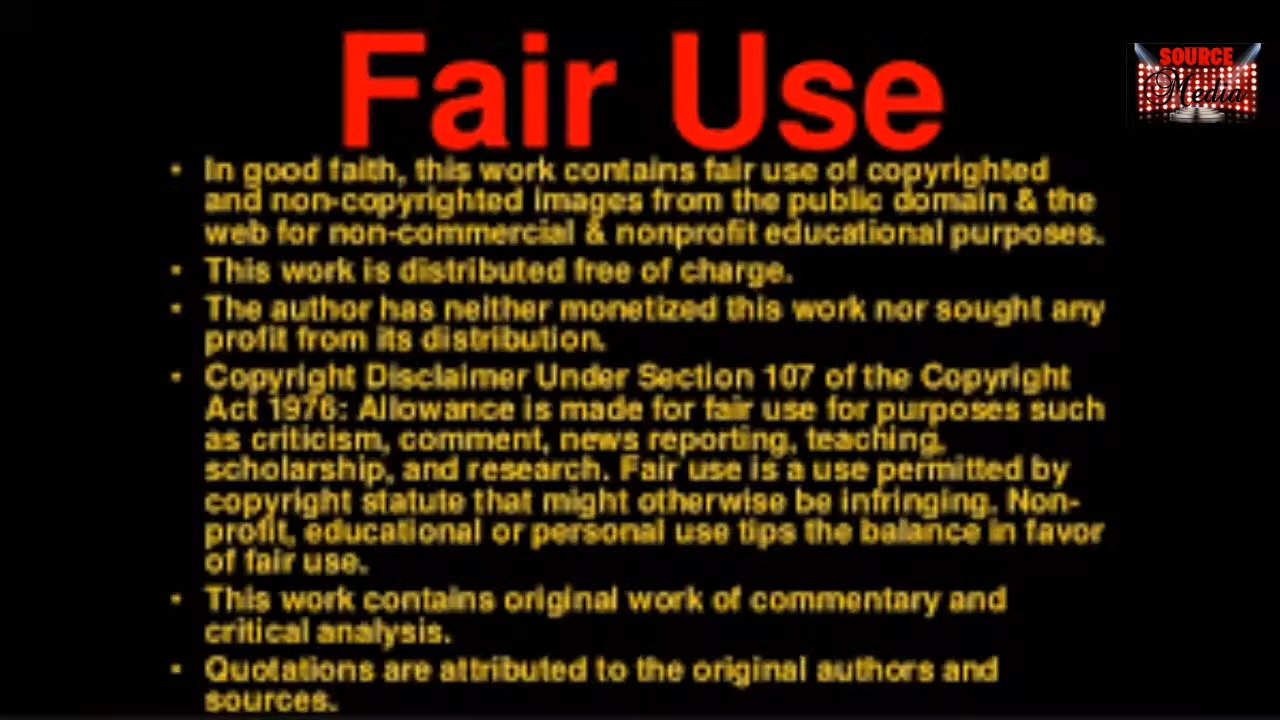 Fair Use
SOURCE
Media
• In good faith, this work contains fair use of copyrighted
and non-copyrighted images from the public domain & the
web for non-commercial & nonprofit educational purposes.
• This work is distributed free of charge.
• The author has neither monetized this work nor sought any
profit from its distribution.
• Copyright Disclaimer Under Section 107 of the Copyright
Act 1976: Allowance is made for fair use for purposes such
as criticism, comment, news reporting, teaching,
scholarship, and research. Fair use is a use permitted by
copyright statute that might otherwise be infringing. Non-
profit, educational or personal use tips the balance in favor
of fair use.
• This work contains original work of commentary and
critical analysis.
• Quotations are attributed to the original authors and
sources.